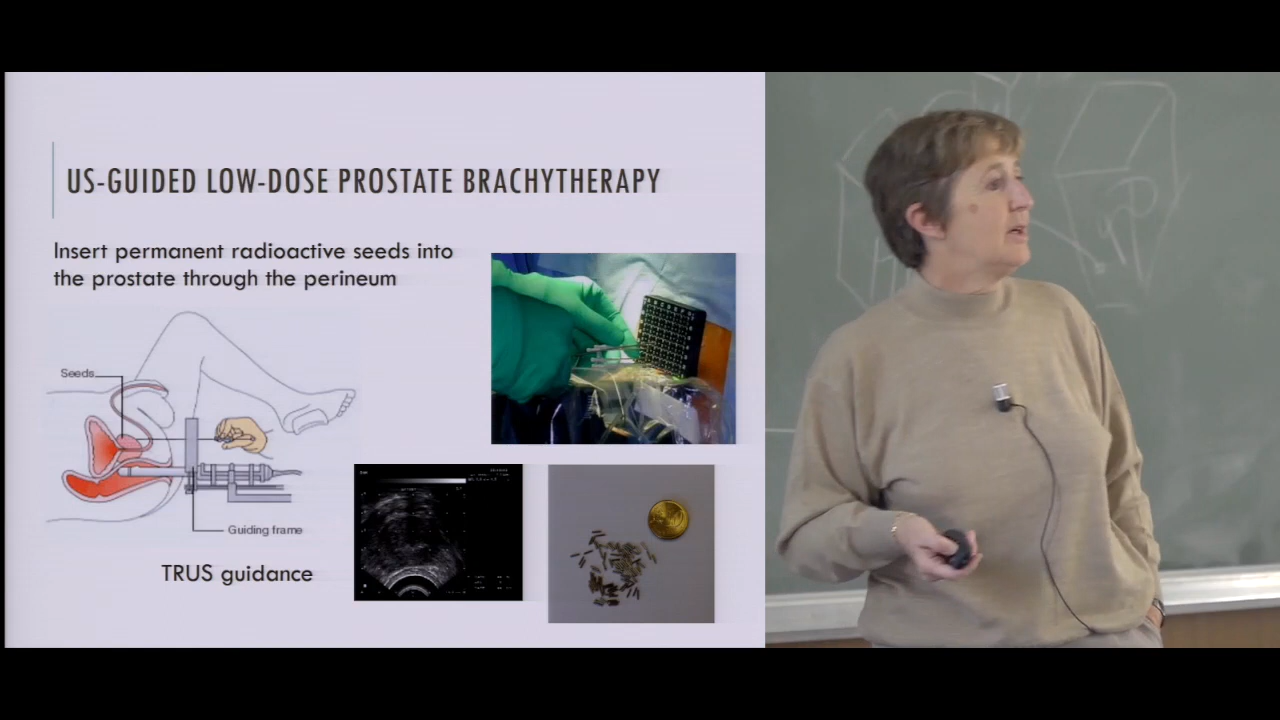 US-GUIDED LOW-DOSE PROSTATE BRACHYTHERAPY
Insert permanent radioactive seeds into
the prostate through the perineum
Seeds
Guiding frame
TRUS guidance